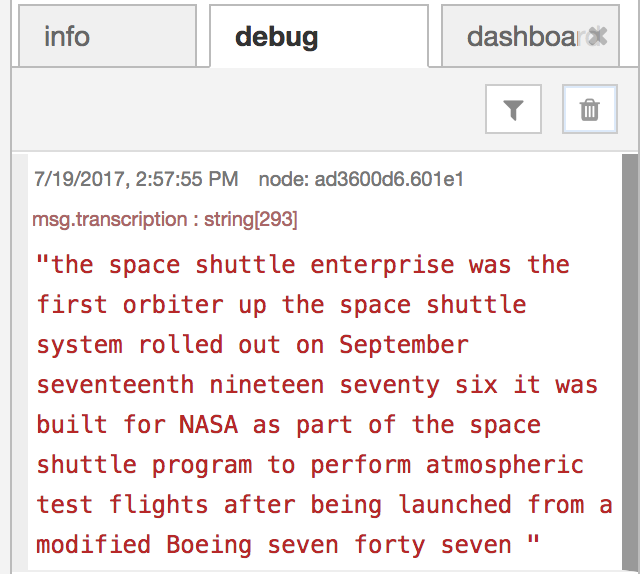 info debug dashboa
7/19/2017, 2:57:55 PM node: ad3600d6.601e1
msg.transcription : string[293]
"the space shuttle enterprise was the
first orbiter up the space shuttle
system rolled out on September
seventeenth nineteen seventy six it was
built for NASA as part of the space
shuttle program to perform atmospheric
test flights after being launched from a
modified Boeing seven forty seven "